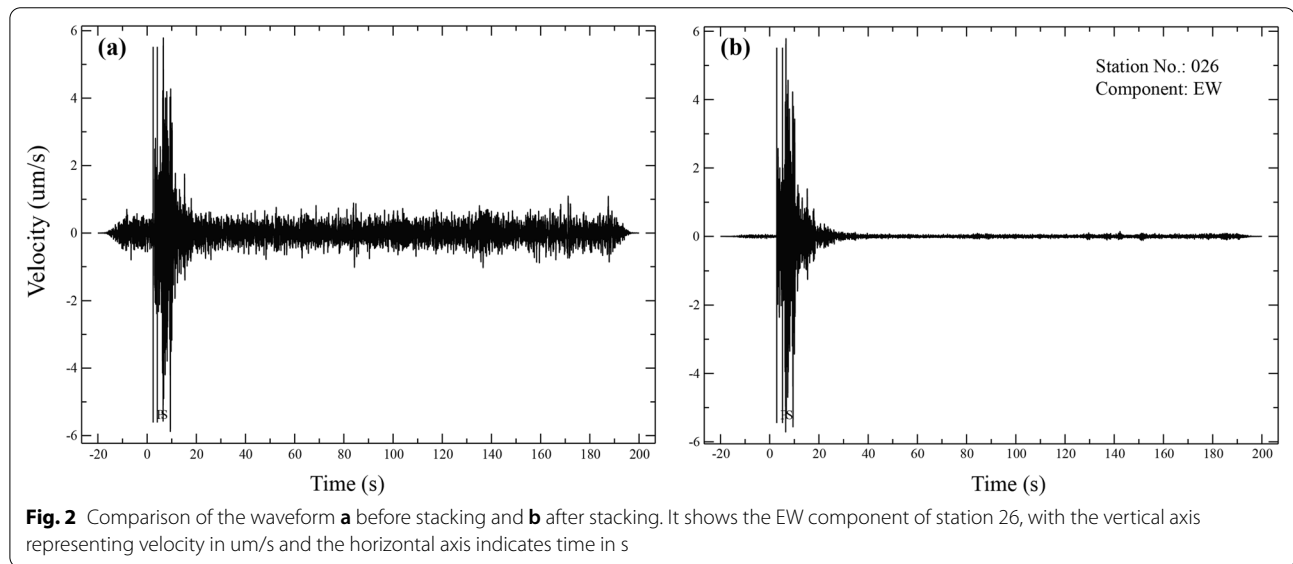 (a)
6
4
2
0
-2
-4
-6
Velocity (um/s)
-20 0 20 40 60 80 100 120 140 160 180 200
Time (s)
(b)
Station No.: 026
Component: EW
6
4
2
0
-2
-4
-6
-20 0 20 40 60 80 100 120 140 160 180 200
Time (s)
Fig. 2 Comparison of the waveform a before stacking and b after stacking. It shows the EW component of station 26, with the vertical axis
representing velocity in um/s and the horizontal axis indicates time in s